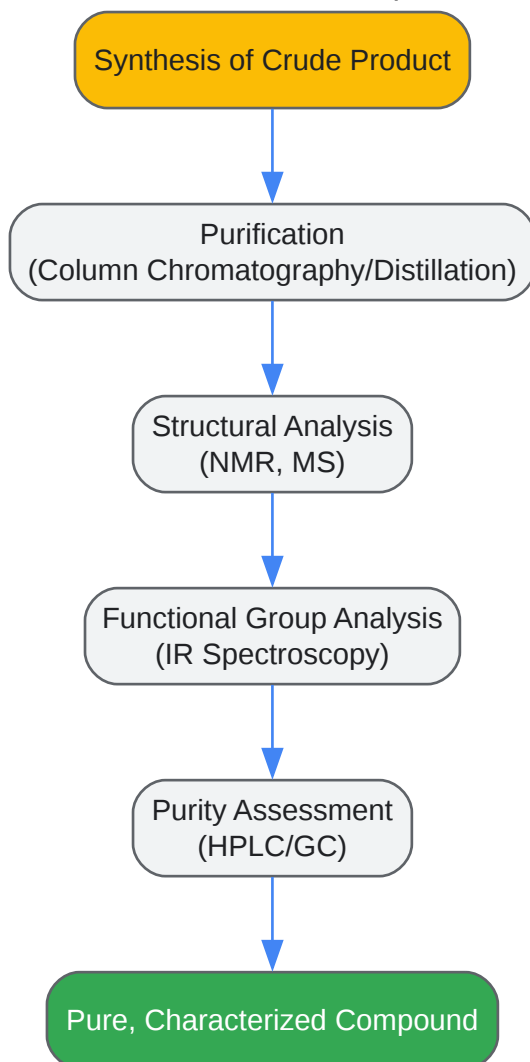 Synthesis of Crude Product
Purification
(Column Chromatography/Distillation)
Structural Analysis
(NMR, MS)
Functional Group Analysis
(IR Spectroscopy)
Purity Assessment
(HPLC/GC)
Pure, Characterized Compound